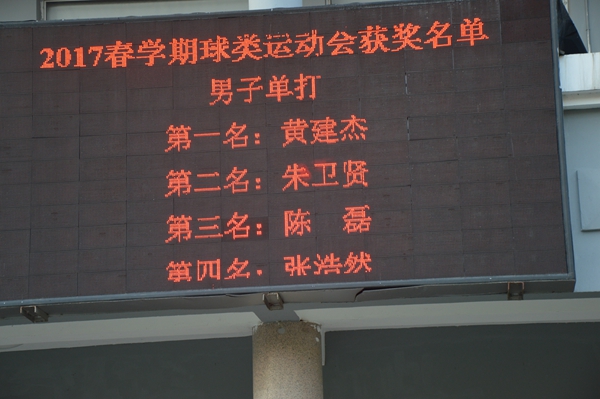 2017春学期球类运动会获奖名单
男子单打
第一名：黄建杰
第二名：朱卫贤
第三名：陈 磊
第四名：张浩然